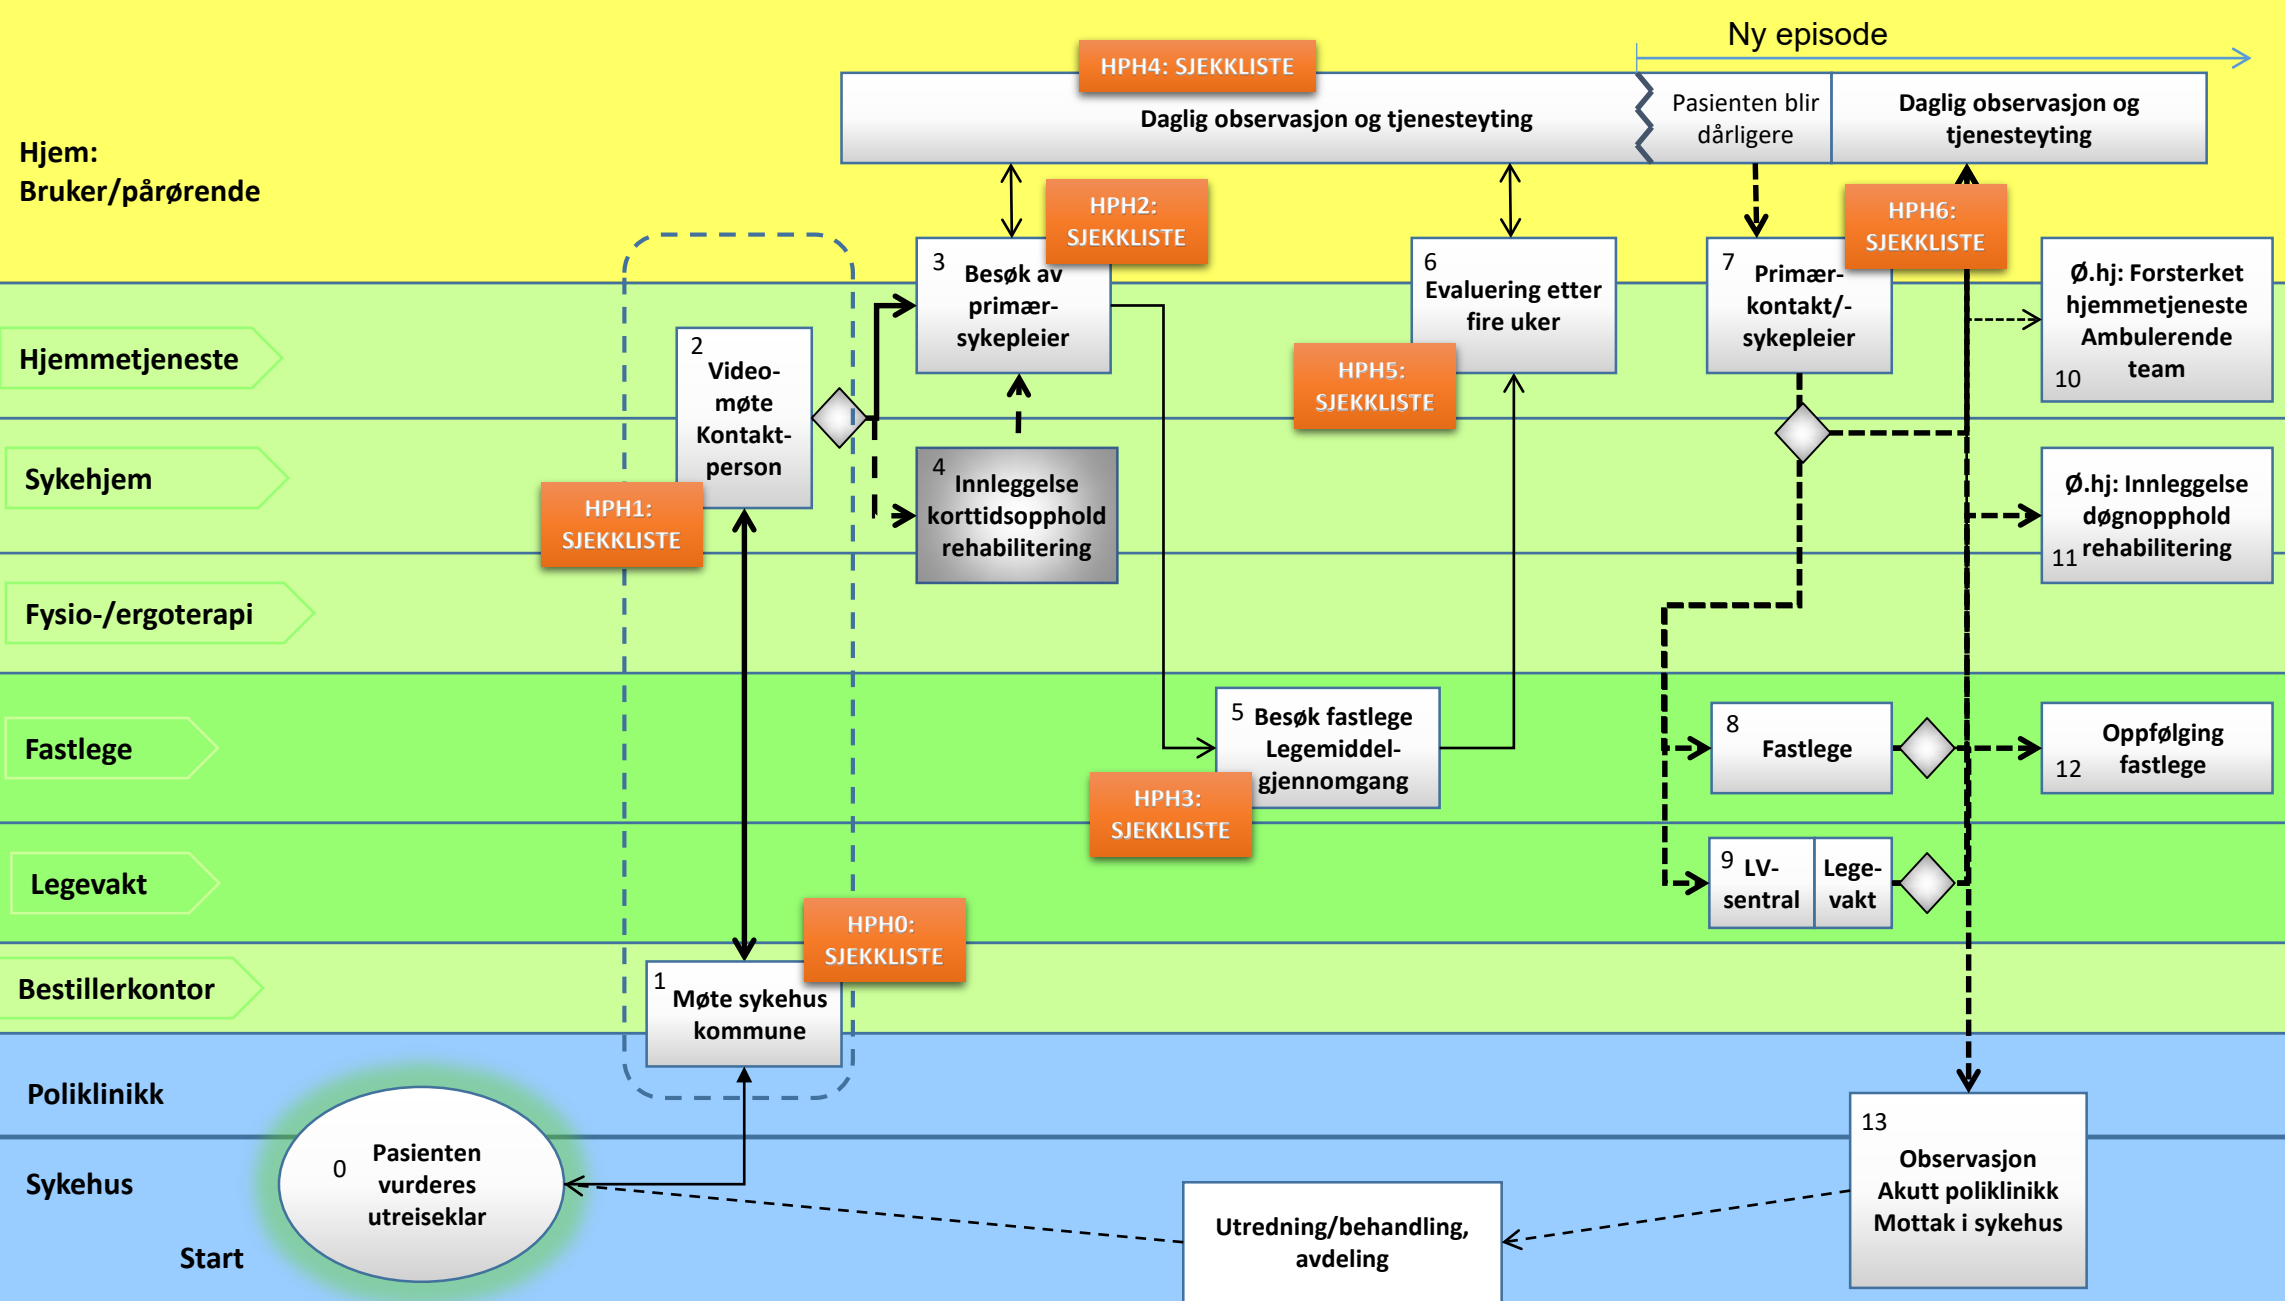 Ny episode
HPH4: SJEKKLISTE
Daglig observasjon og tjenesteyting
Pasienten blir
dårligere
Daglig observasjon og
tjenesteyting
Hjem:
Bruker/pårørende
HPH2:
SJEKKLISTE
HPH6:
SJEKKLISTE
3
Besøk av
primær-
sykepleier
6
Evaluering etter
fire uker
7
Primær-
kontakt/-
sykepleier
Ø.hj: Forsterket
hjemmetjeneste
Ambulerende
team
10
Hjemmetjeneste
2
Video-
møte
Kontakt-
person
HPH5:
SJEKKLISTE
Sykehjem
HPH1:
SJEKKLISTE
4
Innleggelse
korttidsopphold
rehabilitering
Ø.hj: Innleggelse
døgnopphold
rehabilitering
11
Fysio-/ergoterapi
Fastlege
5
Besøk fastlege
Legemiddel-
gjennomgang
HPH3:
SJEKKLISTE
8
Fastlege
Oppfølging
fastlege
12
Legevakt
9
LV-
sentral
Lege-
vakt
HPH0:
SJEKKLISTE
Bestillerkontor
1
Møte sykehus
kommune
Poliklinikk
Sykehus
0
Pasienten
vurderes
utreiseklar
Start
Utredning/behandling,
avdeling
13
Observasjon
Akutt poliklinikk
Mottak i sykehus